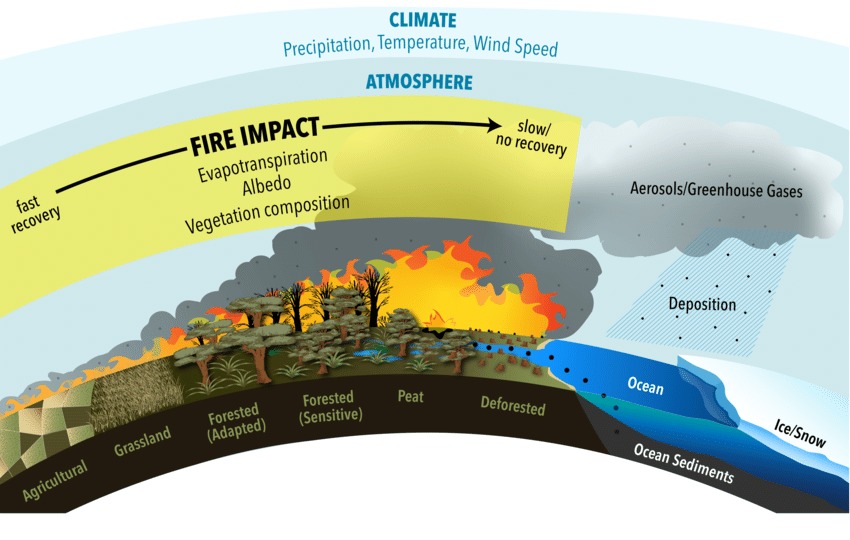 CLIMATE
Precipitation, Temperature, Wind Speed
ATMOSPHERE
FIRE IMPACT
Evapotranspiration
Albedo
Vegetation composition
fast
recovery
slow/
no recovery
Aerosols/Greenhouse Gases
Deposition
Agricultural
Grassland
Forested
(Adapted)
Forested
(Sensitive)
Peat
Deforested
Ocean
Ice/Snow
Ocean Sediments